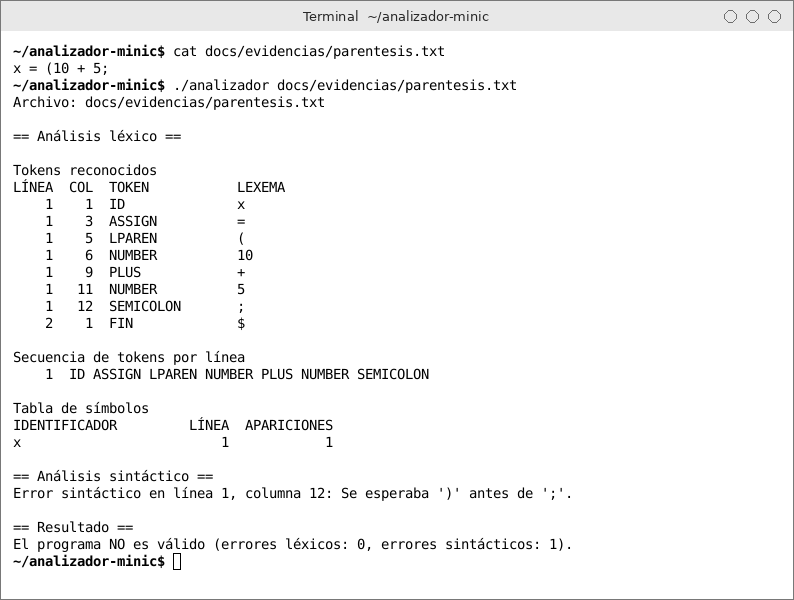 Terminal  ~/analizador-minic
~/analizador-minic$ cat docs/evidencias/parentesis.txt
x = (10 + 5;
~/analizador-minic$ ./analizador docs/evidencias/parentesis.txt
Archivo: docs/evidencias/parentesis.txt
== Análisis léxico ==
Tokens reconocidos
LÍNEA  COL  TOKEN           LEXEMA
    1    1  ID              x
    1    3  ASSIGN          =
    1    5  LPAREN          (
    1    6  NUMBER          10
    1    9  PLUS            +
    1   11  NUMBER          5
    1   12  SEMICOLON       ;
    2    1  FIN             $
Secuencia de tokens por línea
    1  ID ASSIGN LPAREN NUMBER PLUS NUMBER SEMICOLON
Tabla de símbolos
IDENTIFICADOR         LÍNEA  APARICIONES
x                         1            1
== Análisis sintáctico ==
Error sintáctico en línea 1, columna 12: Se esperaba ')' antes de ';'.
== Resultado ==
El programa NO es válido (errores léxicos: 0, errores sintácticos: 1).
~/analizador-minic$